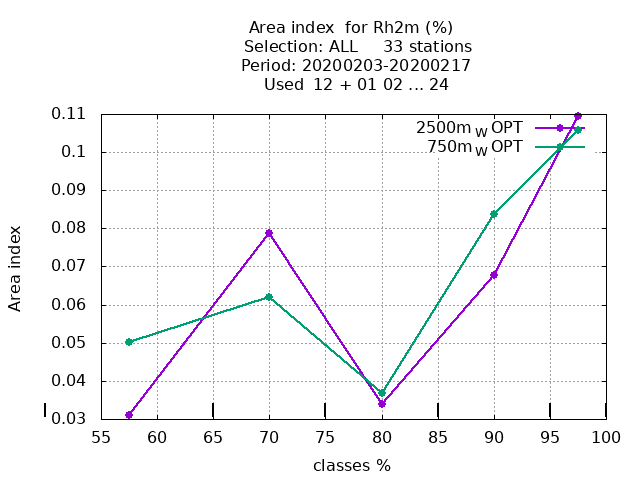 Area index  for Rh2m (%)
Selection: ALL     33 stations
Period: 20200203-20200217
Used  12 + 01 02 ... 24
2500m W OPT
750m W OPT
0.11
0.1
0.09
0.08
0.07
0.06
0.05
0.04
0.03
Area index
55 60 65 70 75 80 85 90 95 100
classes %